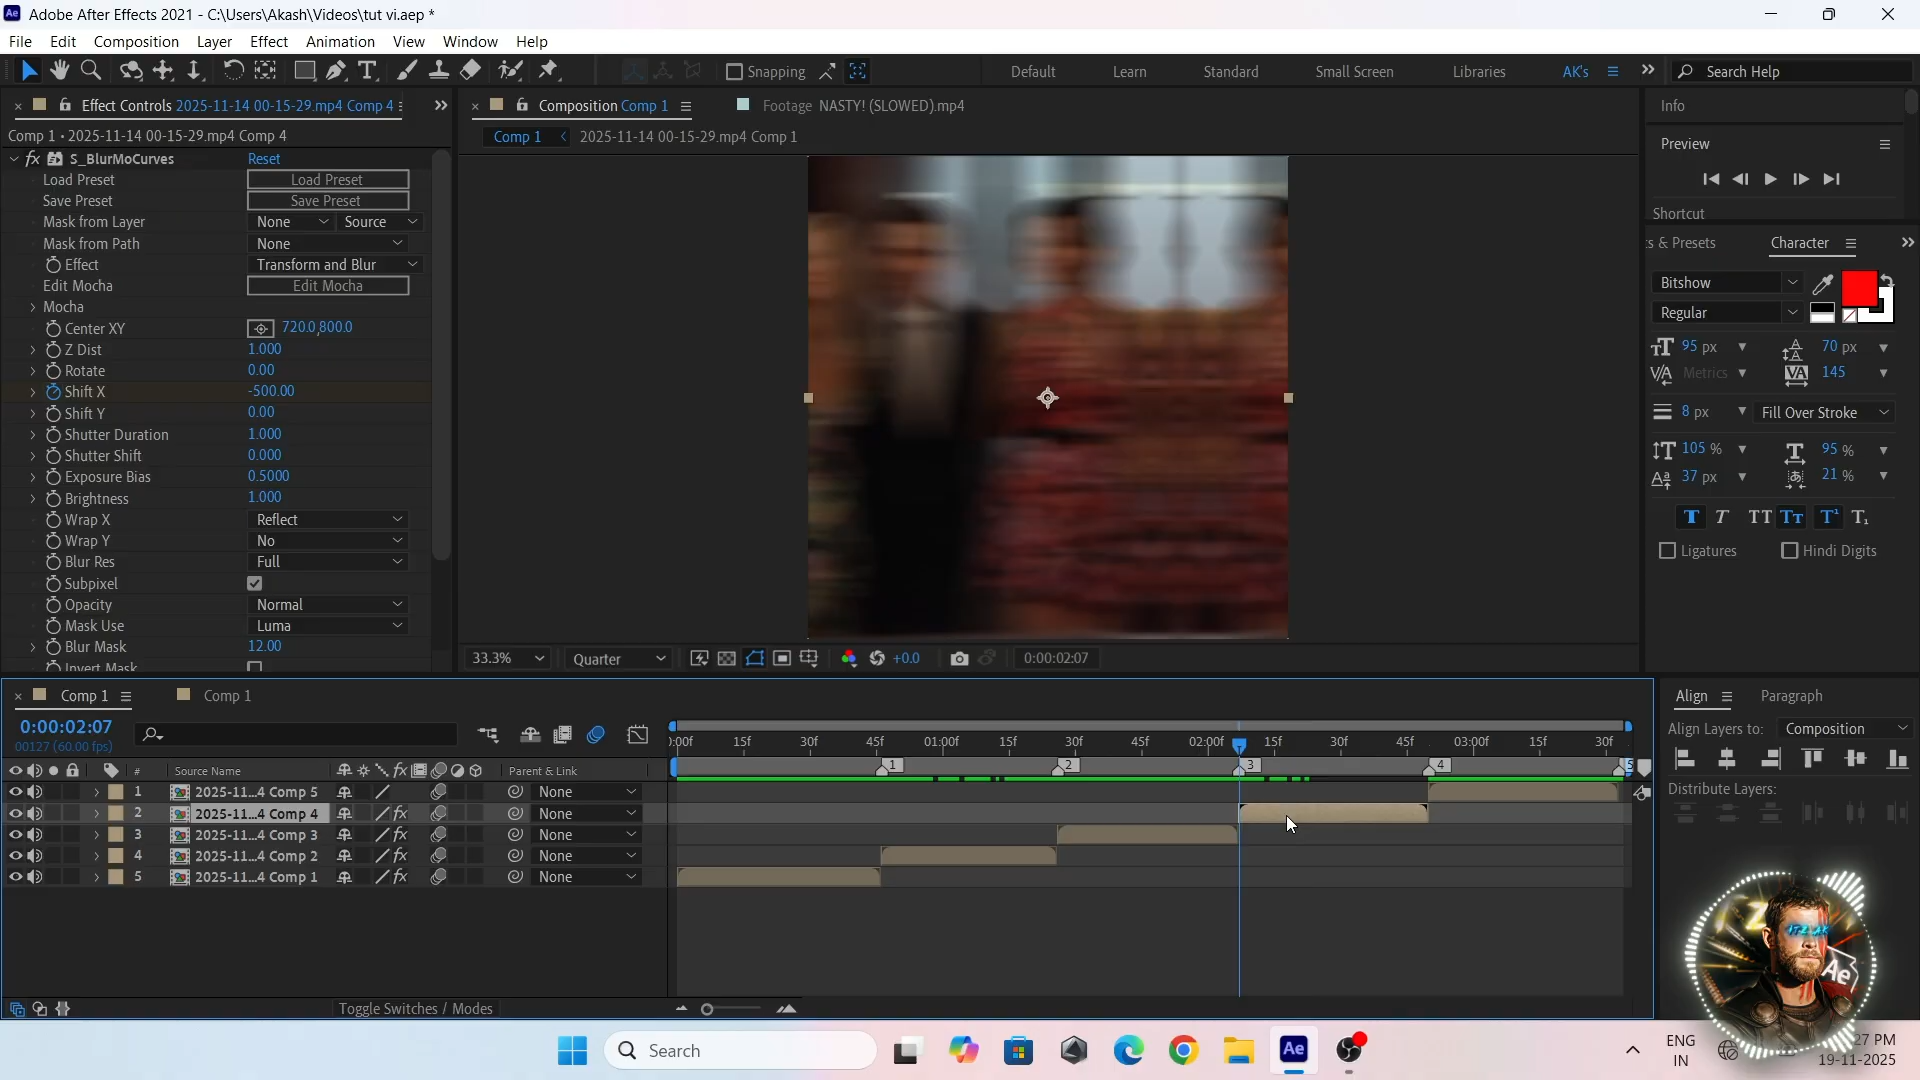 Adobe After Effects 2021 - C:\Users\Akash\Videos\tut vi.aep *
File Edit Composition Layer Effect Animation View Window Help
Snapping Default Learn Standard Small Screen Libraries AK's Search Help
Effect Controls 2025-11-14 00-15-29.mp4 Comp 4
Comp 1 • 2025-11-14 00-15-29.mp4 Comp 4
S_BlurMoCurves Reset
Load Preset Load Preset
Save Preset Save Preset
Mask from Layer None Source
Mask from Path None
Effect Transform and Blur
Edit Mocha Edit Mocha
Mocha
Center XY 720.0,800.0
Z Dist 1.000
Rotate 0.00
Shift X -500.00
Shift Y 0.00
Shutter Duration 1.000
Shutter Shift 0.000
Exposure Bias 0.5000
Brightness 1.000
Wrap X Reflect
Wrap Y No
Blur Res Full
Subpixel
Opacity Normal
Mask Use Luma
Blur Mask 12.00
Invert Mask
Composition Comp 1 Footage NASTY! (SLOWED).mp4
Comp 1 2025-11-14 00-15-29.mp4 Comp 1
33.3% Quarter +0.0 0:00:02:07
Info
Preview
Shortcut
s & Presets Character
Bitshow
Regular
95 px 70 px
Metrics 145
8 px Fill Over Stroke
105 % 95 %
37 px 21 %
T T TT Tt T¹ T₁
Ligatures Hindi Digits
Comp 1 Comp 1
0:00:02:07
00127 (60.00 fps)
:00f 15f 30f 45f 01:00f 15f 30f 45f 02:00f 15f 30f 45f 03:00f 15f 30f
1 2 3 4 5
# Source Name Parent & Link
1 2025-11...4 Comp 5 None
2 2025-11...4 Comp 4 None
3 2025-11...4 Comp 3 None
4 2025-11...4 Comp 2 None
5 2025-11...4 Comp 1 None
Toggle Switches / Modes
Align Paragraph
Align Layers to: Composition
Distribute Layers:
Search
Ae
ENG
IN
27 PM
19-11-2025